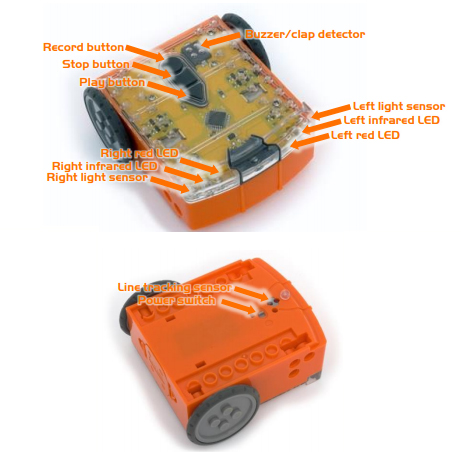 Buzzer/clap detector
Record button
Stop button
Play button
Left light sensor
Left infrared LED
Left red LED
Right red LED
Right infrared LED
Right light sensor
Line tracking sensor
Power switch